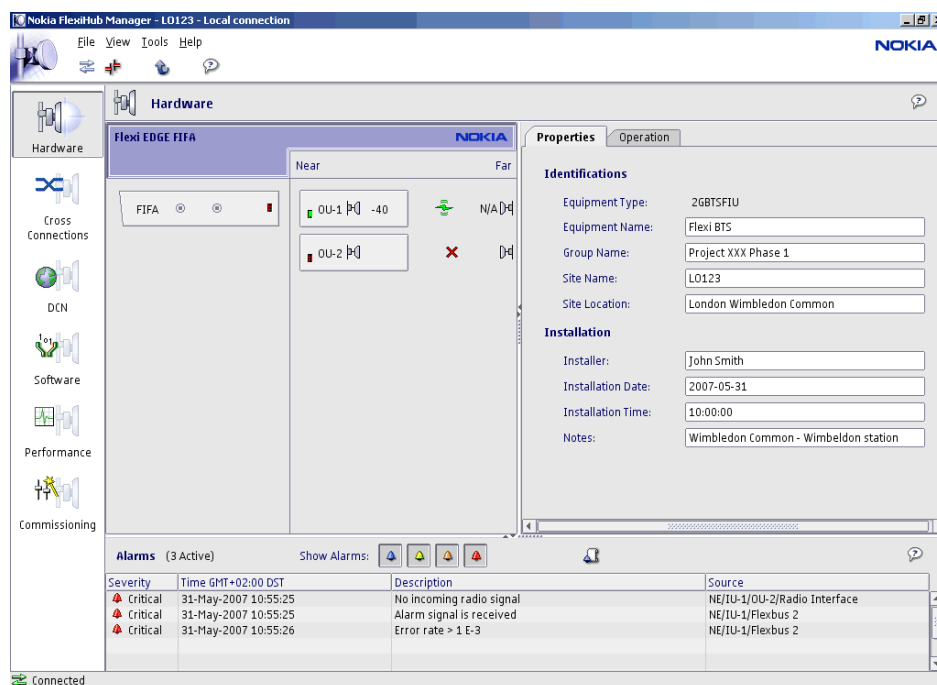 Nokia FlexiHub Manager - LO123 - Local connection
File View Tools Help
NOKIA
Hardware
Hardware
Cross
Connections
DCN
Software
Performance
Commissioning
Flexi EDGE FIFA NOKIA
Near Far
FIFA
OU-1 -40 N/A
OU-2
Properties Operation
Identifications
Equipment Type: 2GBTSFIU
Equipment Name: Flexi BTS
Group Name: Project XXX Phase 1
Site Name: LO123
Site Location: London Wimbledon Common
Installation
Installer: John Smith
Installation Date: 2007-05-31
Installation Time: 10:00:00
Notes: Wimbledon Common - Wimbeldon station
Alarms (3 Active) Show Alarms:
Severity Time GMT+02:00 DST Description Source
Critical 31-May-2007 10:55:25 No incoming radio signal NE/IU-1/OU-2/Radio Interface
Critical 31-May-2007 10:55:25 Alarm signal is received NE/IU-1/Flexbus 2
Critical 31-May-2007 10:55:26 Error rate > 1 E-3 NE/IU-1/Flexbus 2
Connected